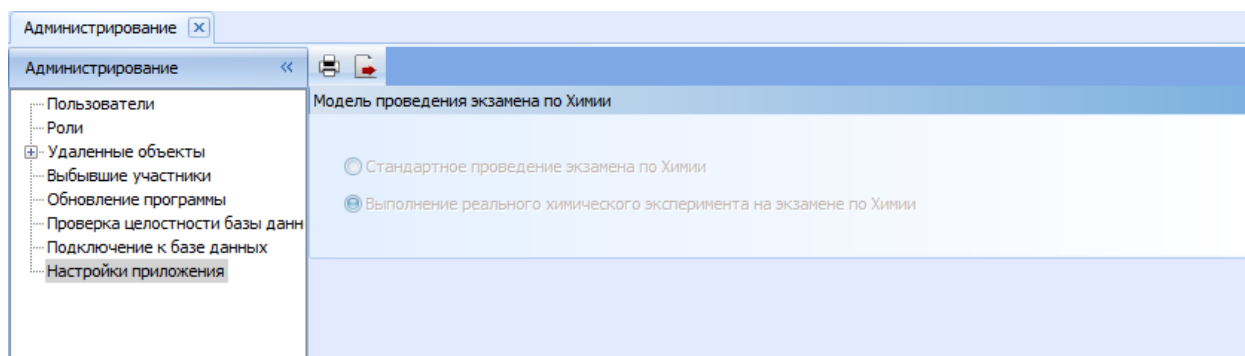 Администрирование
Администрирование
Пользователи
Роли
Удаленные объекты
Выбывшие участники
Обновление программы
Проверка целостности базы данн
Подключение к базе данных
Настройки приложения
Модель проведения экзамена по Химии
Стандартное проведение экзамена по Химии
Выполнение реального химического эксперимента на экзамене по Химии